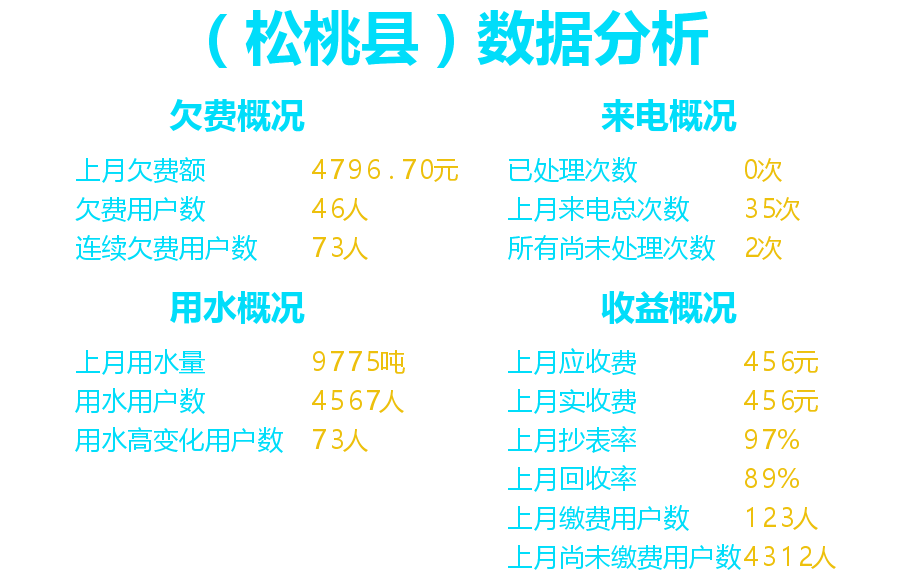 （松桃县）数据分析
欠费概况
上月欠费额 4796.70元
欠费用户数 46人
连续欠费用户数 73人
来电概况
已处理次数 0次
上月来电总次数 35次
所有尚未处理次数 2次
用水概况
上月用水量 9775吨
用水用户数 4567人
用水高变化用户数 73人
收益概况
上月应收费 456元
上月实收费 456元
上月抄表率 97%
上月回收率 89%
上月缴费用户数 123人
上月尚未缴费用户数 4312人